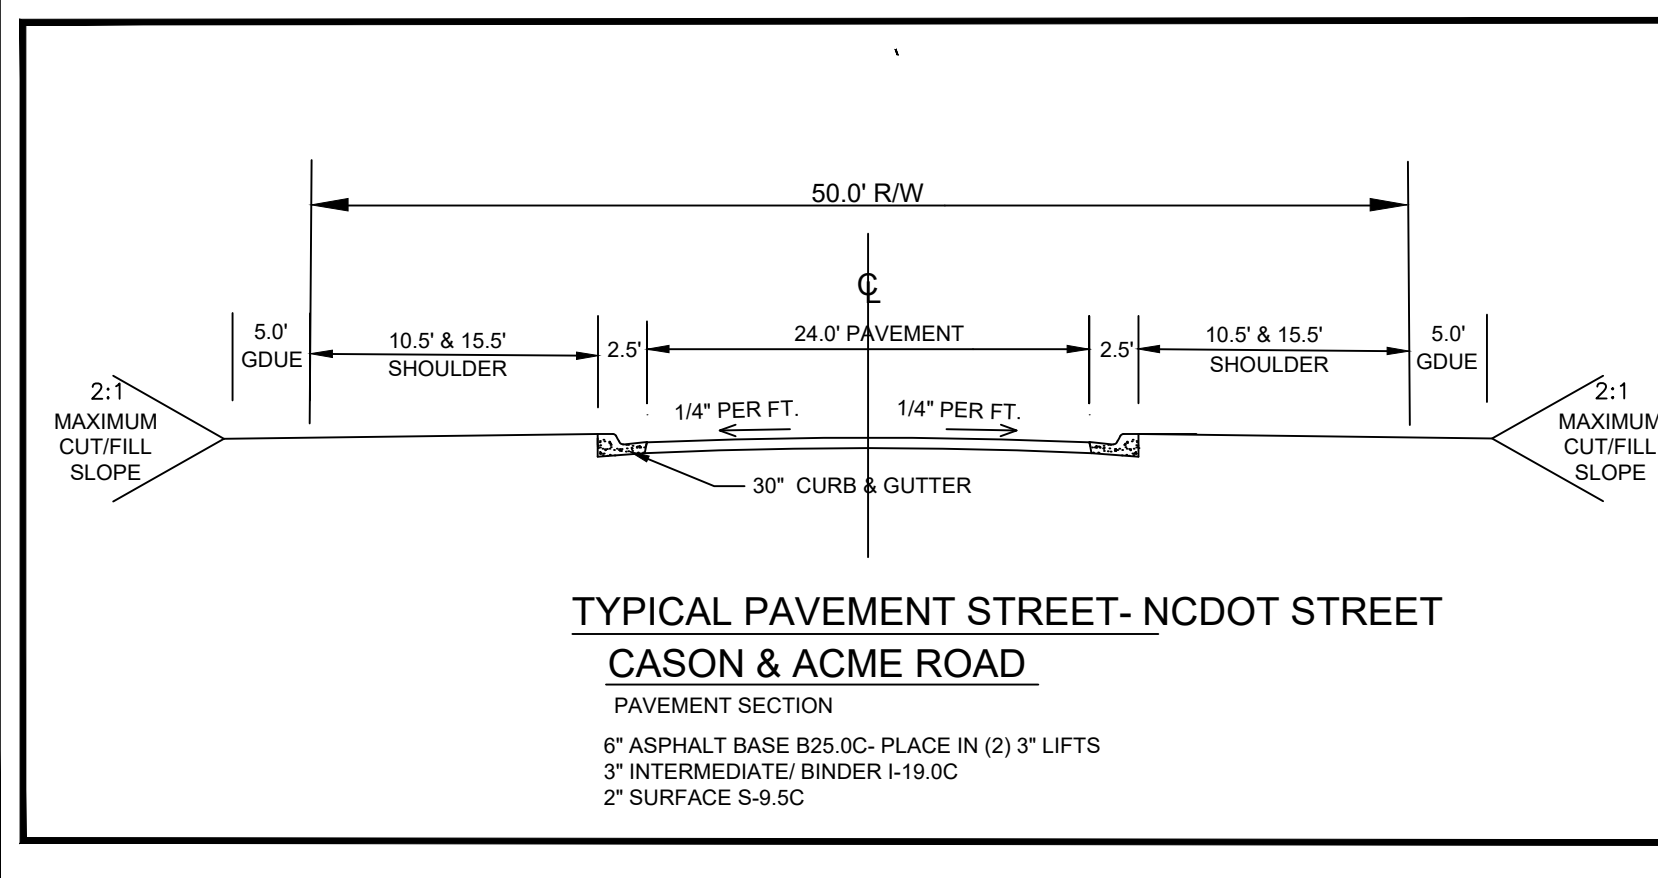 50.0' R/W
℄
5.0'
GDUE
10.5' & 15.5'
SHOULDER
2.5'
24.0' PAVEMENT
2.5'
10.5' & 15.5'
SHOULDER
5.0'
GDUE
2:1
MAXIMUM
CUT/FILL
SLOPE
1/4" PER FT.
1/4" PER FT.
2:1
MAXIMUM
CUT/FILL
SLOPE
30" CURB & GUTTER
TYPICAL PAVEMENT STREET- NCDOT STREET
CASON & ACME ROAD
PAVEMENT SECTION
6" ASPHALT BASE B25.0C- PLACE IN (2) 3" LIFTS
3" INTERMEDIATE/ BINDER I-19.0C
2" SURFACE S-9.5C